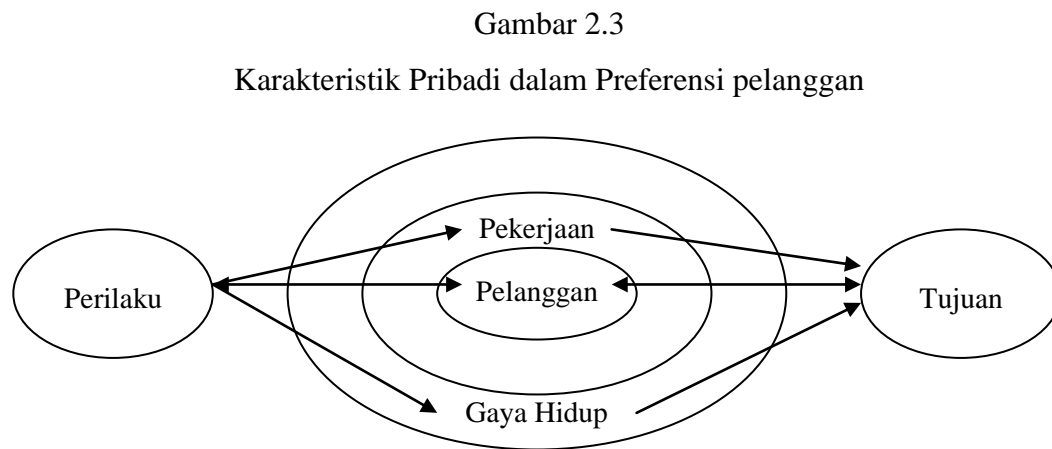 Gambar 2.3
Karakteristik Pribadi dalam Preferensi pelanggan
Pekerjaan
Perilaku
Pelanggan
Tujuan
Gaya Hidup